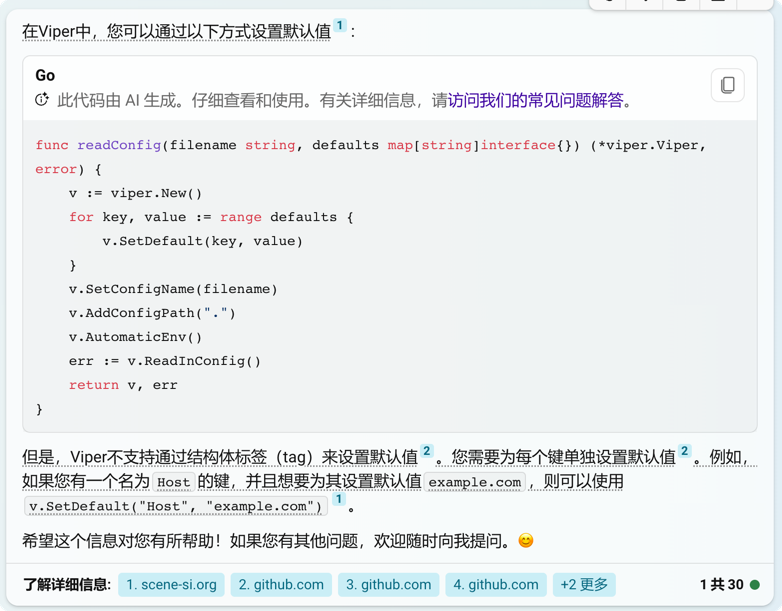 在Viper中，您可以通过以下方式设置默认值 1 ：
Go
此代码由 AI 生成。仔细查看和使用。有关详细信息，请访问我们的常见问题解答。
func readConfig(filename string, defaults map[string]interface{}) (*viper.Viper,
error) {
    v := viper.New()
    for key, value := range defaults {
        v.SetDefault(key, value)
    }
    v.SetConfigName(filename)
    v.AddConfigPath(".")
    v.AutomaticEnv()
    err := v.ReadInConfig()
    return v, err
}
但是，Viper不支持通过结构体标签（tag）来设置默认值 2 。您需要为每个键单独设置默认值 2 。例如，
如果您有一个名为 Host 的键，并且想要为其设置默认值 example.com ，则可以使用
v.SetDefault("Host", "example.com") 1 。
希望这个信息对您有所帮助！如果您有其他问题，欢迎随时向我提问。😊
了解详细信息: 1. scene-si.org 2. github.com 3. github.com 4. github.com +2 更多 1 共 30